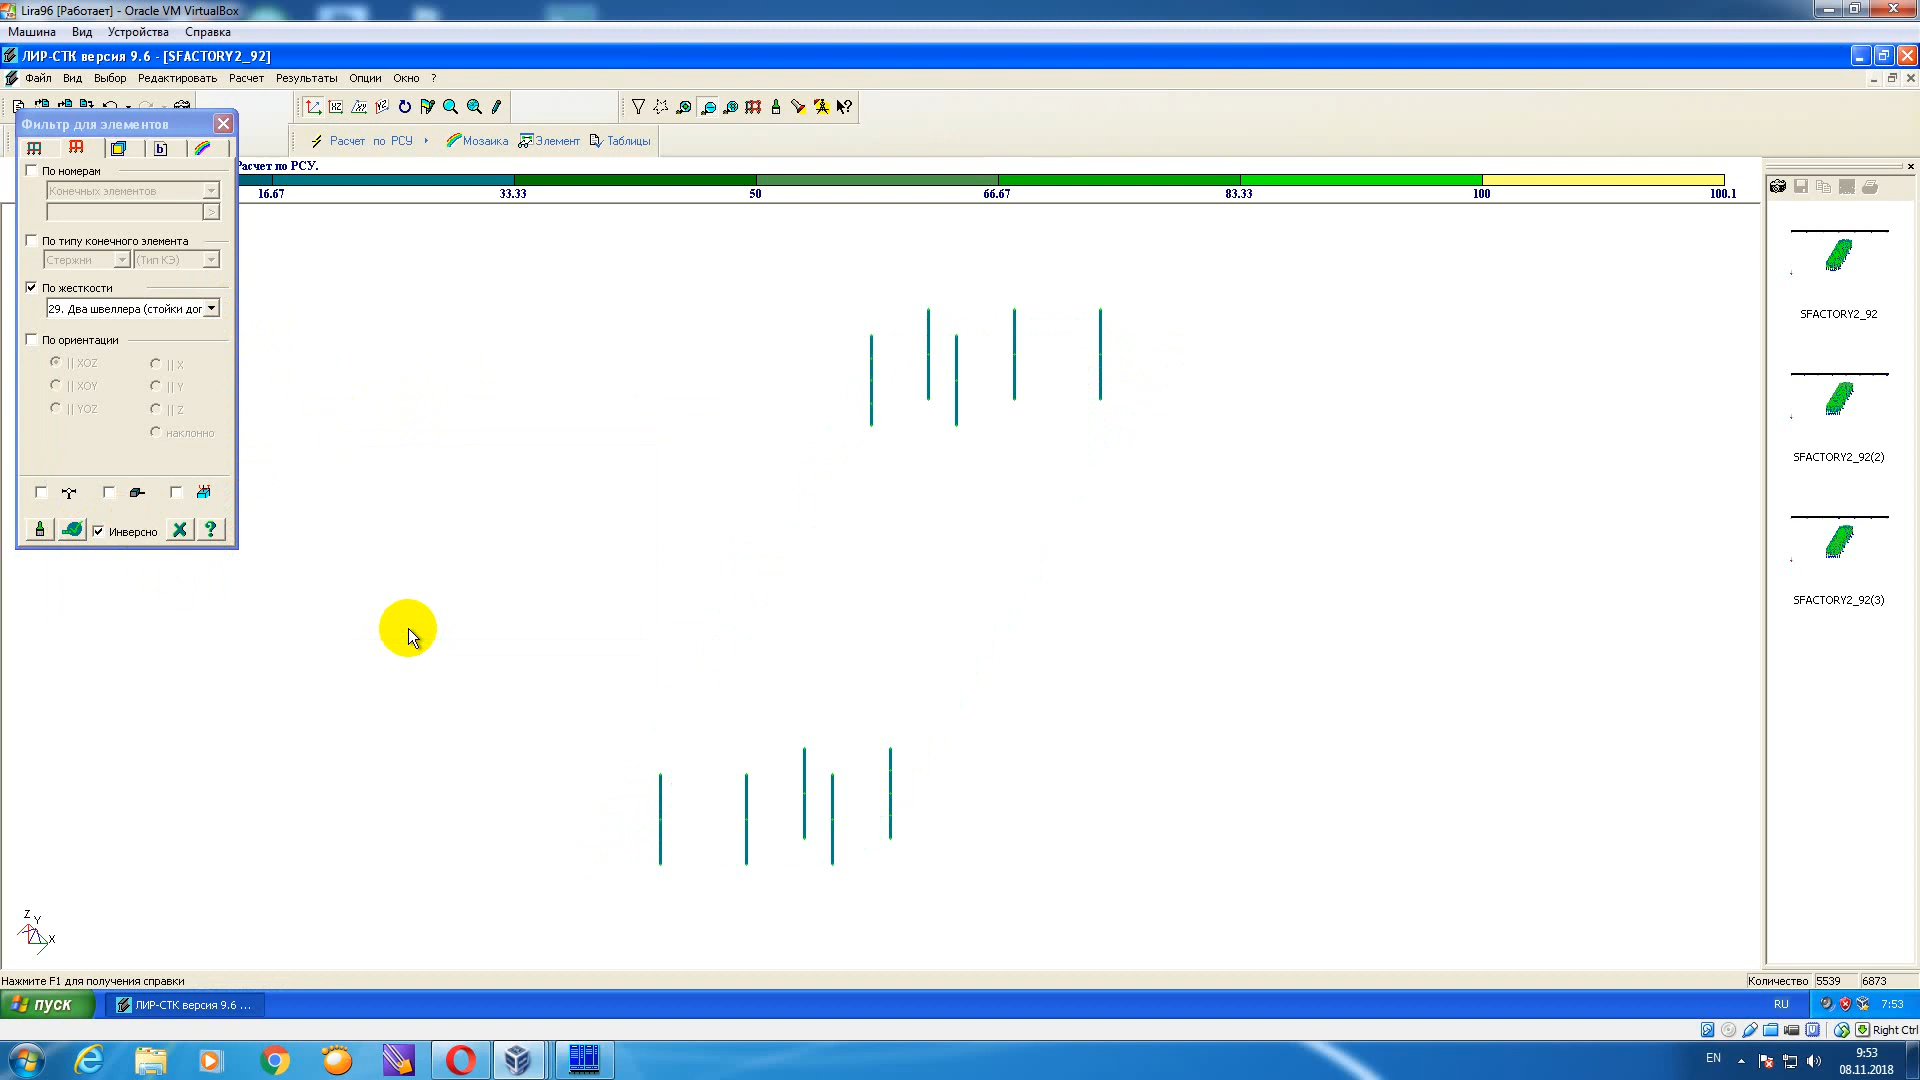 Lira96 [Работает] - Oracle VM VirtualBox
Машина Вид Устройства Справка
ЛИР-СТК версия 9.6 - [SFACTORY2_92]
Файл Вид Выбор Редактировать Расчет Результаты Опции Окно ?
Фильтр для элементов
Расчет по РСУ Мозаика Элемент Таблицы
Расчет по РСУ.
16.67 33.33 50 66.67 83.33 100 100.1
По номерам
Конечных элементов
По типу конечного элемента
Стержни (Тип КЭ)
По жесткости
29. Два швеллера (стойки дог
По ориентации
|| XOZ || X
|| XOY || Y
|| YOZ || Z
наклонно
Инверсно
SFACTORY2_92
SFACTORY2_92(2)
SFACTORY2_92(3)
Z
Y
X
Нажмите F1 для получения справки
Количество 5539 6873
пуск
ЛИР-СТК версия 9.6 ...
RU
7:53
Right Ctrl
EN
9:53
08.11.2018